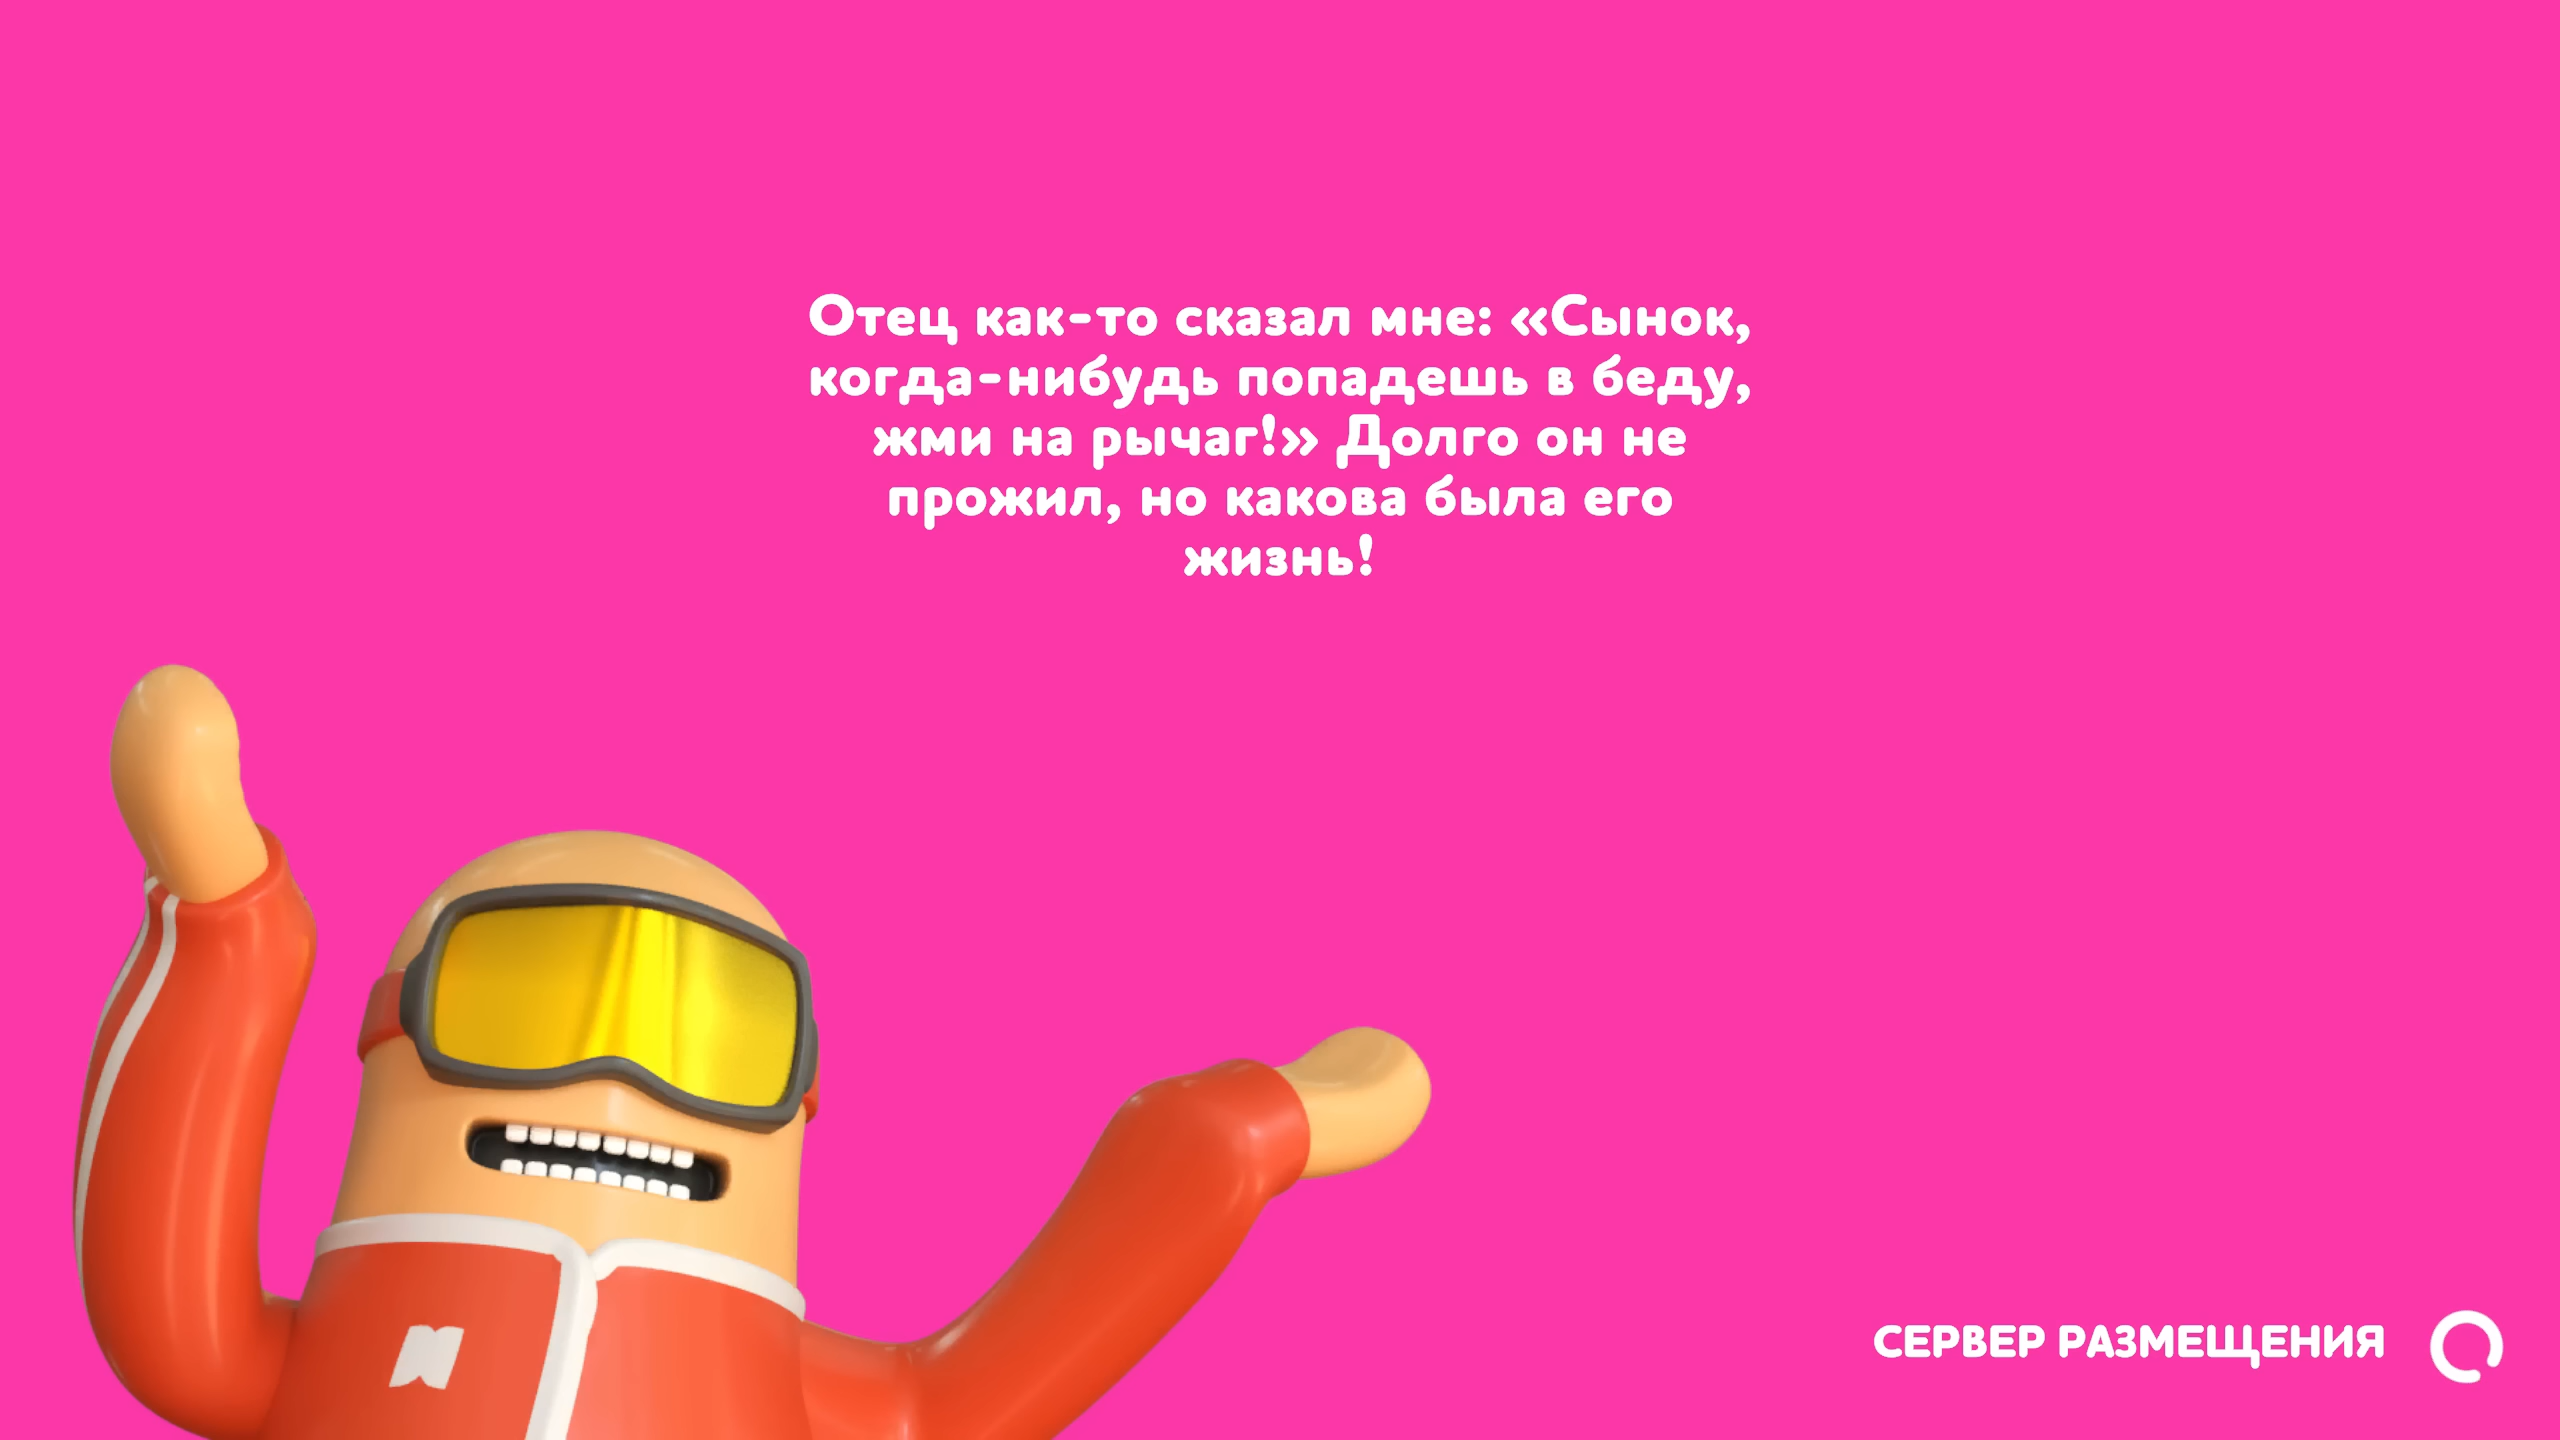 Отец как-то сказал мне: «Сынок,
когда-нибудь попадешь в беду,
жми на рычаг!» Долго он не
прожил, но какова была его
жизнь!
СЕРВЕР РАЗМЕЩЕНИЯ